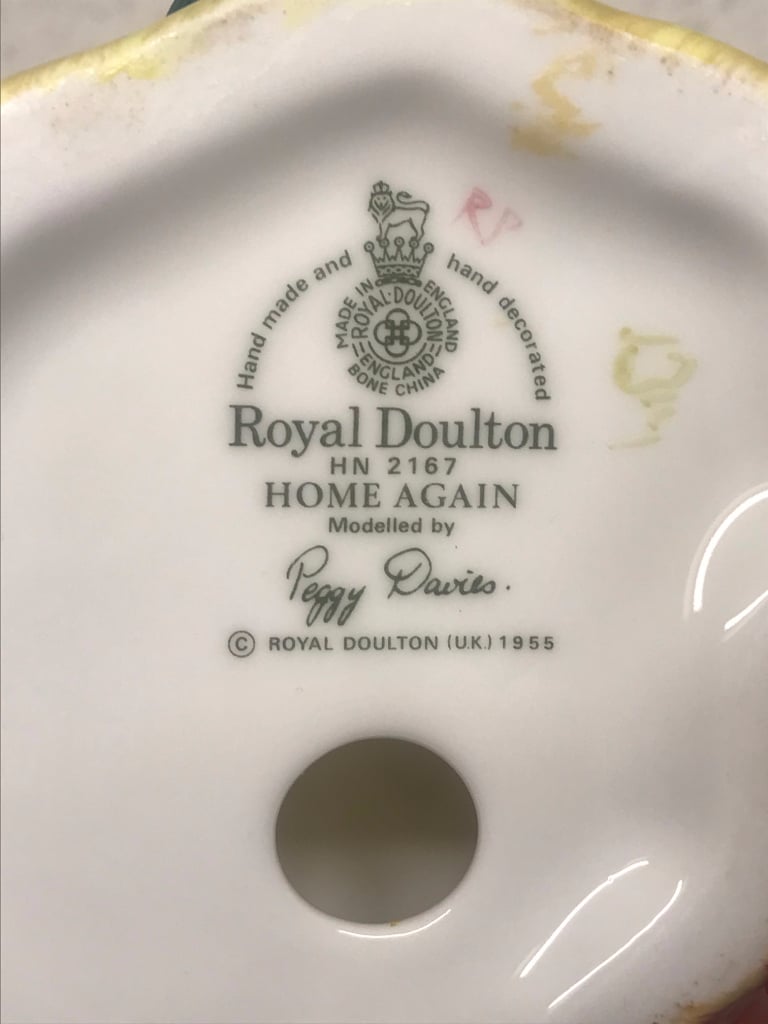 RP
Hand made and hand decorated
MADE IN ENGLAND
ROYAL·DOULTON
ENGLAND
BONE CHINA
Royal Doulton
HN 2167
HOME AGAIN
Modelled by
Peggy Davies.
© ROYAL DOULTON (U.K.) 1955